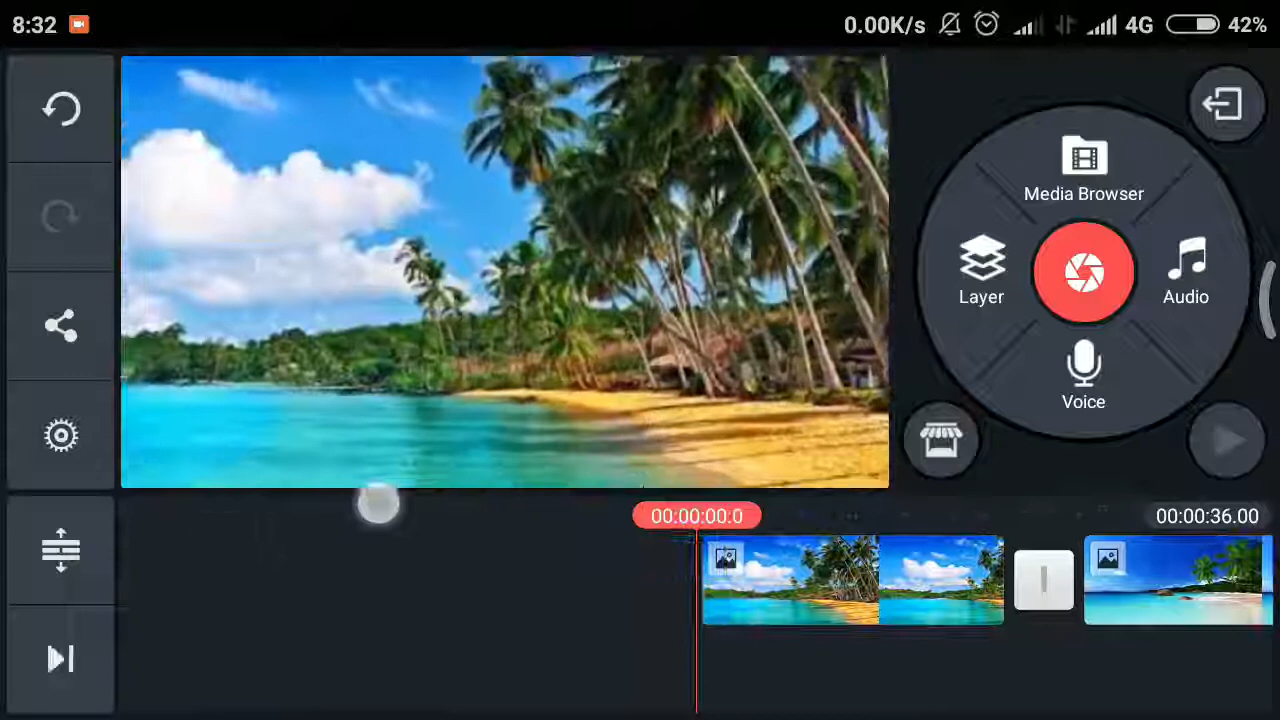 8:32
0.00K/s 4G 42%
Media Browser
Layer
Audio
Voice
00:00:00.0
00:00:36.00